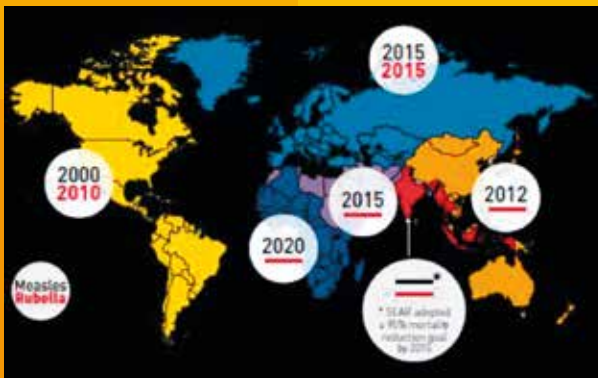 2015
2015
2000
2010
2015
2012
2020
Measles
Rubella
* SEAR adopted
a 95% mortality
reduction goal
by 2015